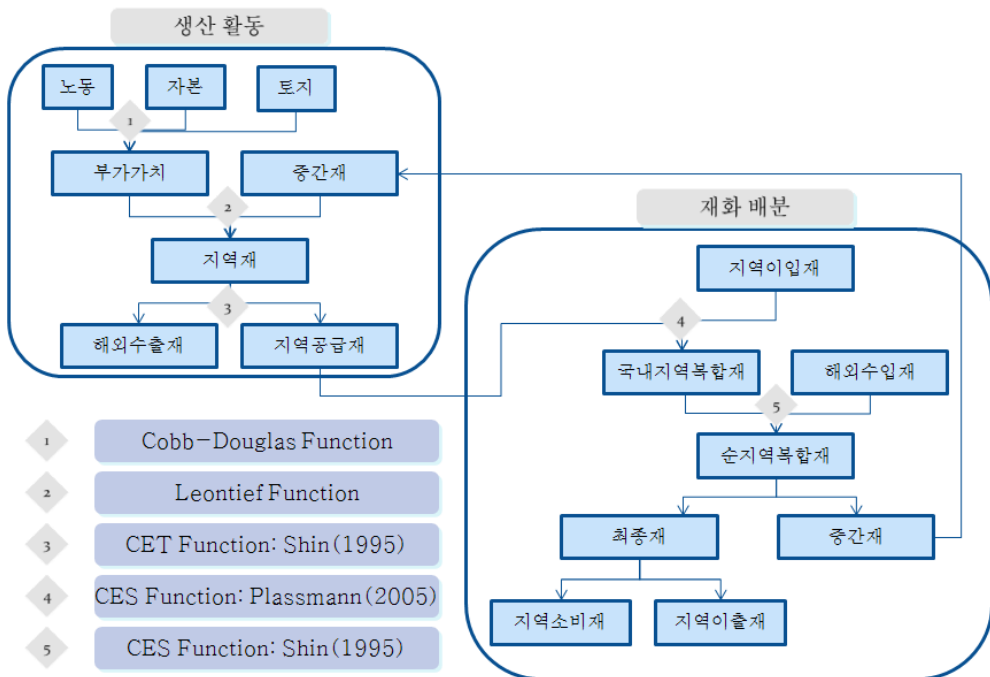 생산 활동
노동
자본
토지
1
부가가치
중간재
2
지역재
3
해외수출재
지역공급재
재화 배분
지역이입재
4
국내지역복합재
해외수입재
5
순지역복합재
최종재
중간재
지역소비재
지역이출재
1 Cobb-Douglas Function
2 Leontief Function
3 CET Function: Shin(1995)
4 CES Function: Plassmann(2005)
5 CES Function: Shin(1995)